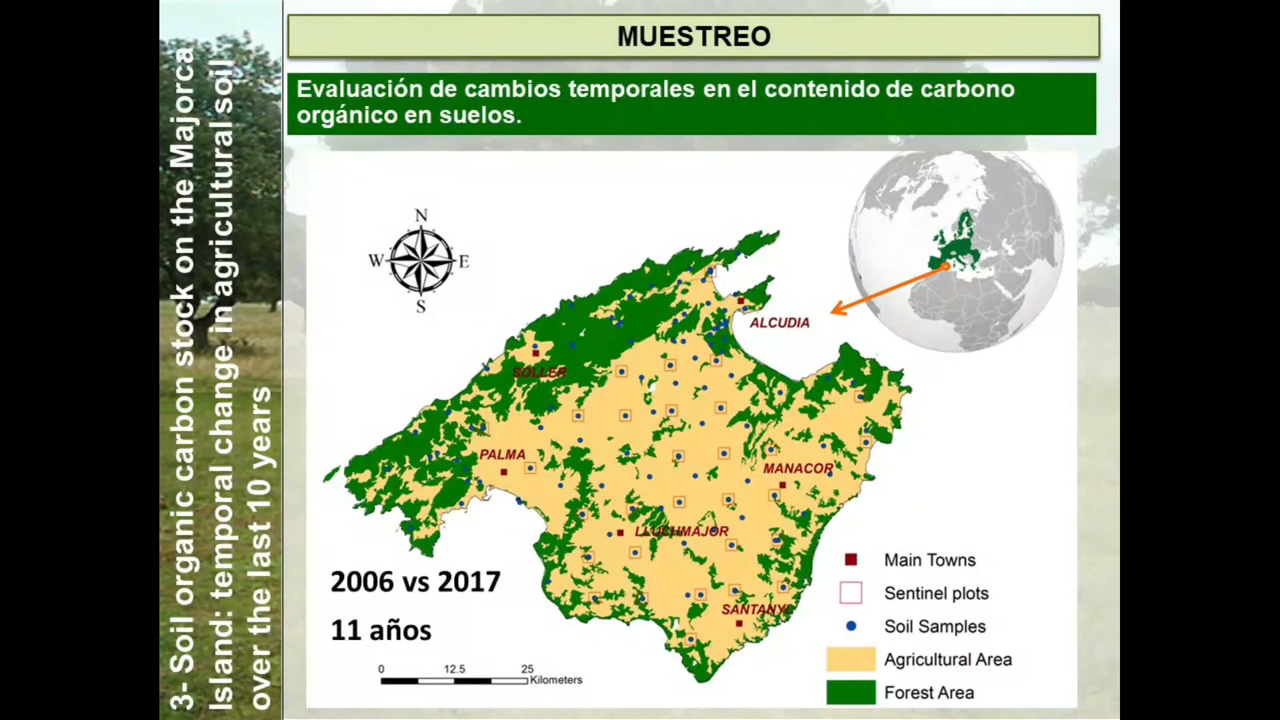 MUESTREO
Evaluación de cambios temporales en el contenido de carbono
orgánico en suelos.
3- Soil organic carbon stock on the Majorca
Island: temporal change in agricultural soil
over the last 10 years
N
W
E
S
ALCUDIA
SOLLER
PALMA
MANACOR
LLUCHMAJOR
SANTANYI
2006 vs 2017
11 años
0
12.5
25
Kilometers
Main Towns
Sentinel plots
Soil Samples
Agricultural Area
Forest Area